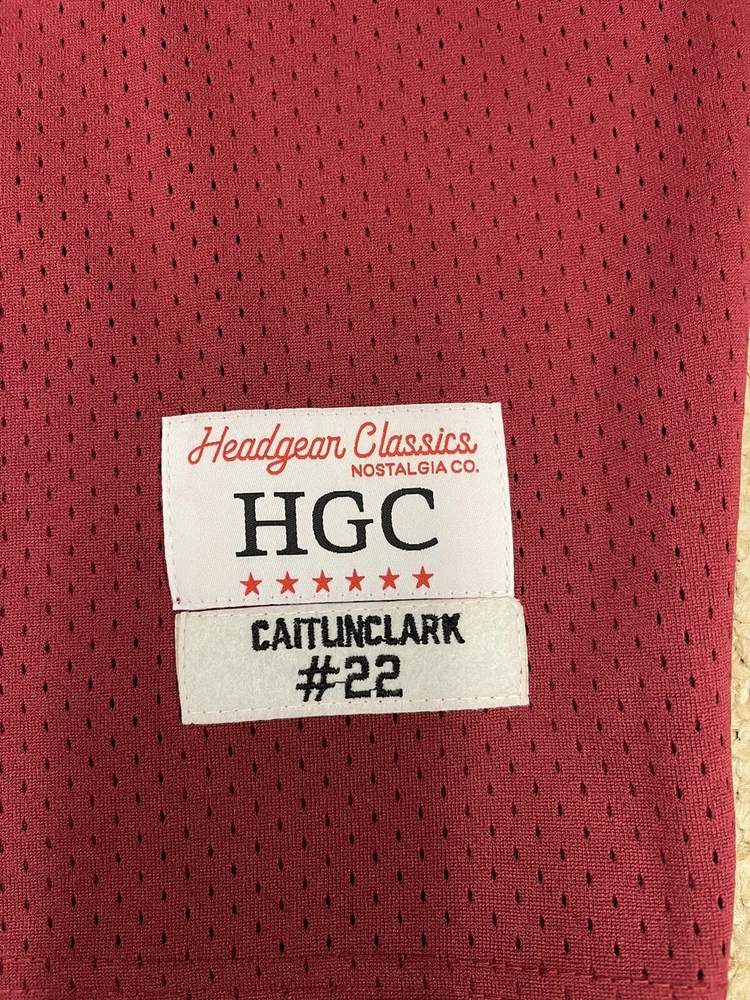 Headgear Classics
NOSTALGIA CO.
HGC
CAITLINCLARK
#22